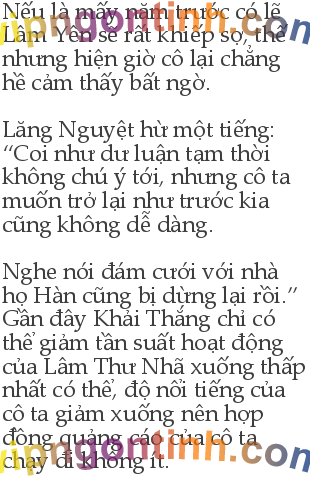 Nếu là mấy năm trước có lẽ
Lâm Yên sẽ rất khiếp sợ, thế
nhưng hiện giờ cô lại chẳng
hề cảm thấy bất ngờ.
Lăng Nguyệt hừ một tiếng:
“Coi như dư luận tạm thời
không chú ý tới, nhưng cô ta
muốn trở lại như trước kia
cũng không dễ dàng.
Nghe nói đám cưới với nhà
họ Hàn cũng bị dừng lại rồi.”
Gần đây Khải Thắng chỉ có
thể giảm tần suất hoạt động
của Lâm Thư Nhã xuống thấp
nhất có thể, độ nổi tiếng của
cô ta giảm xuống nên hợp
đồng quảng cáo của cô ta
chạy đi không ít.
vipngontinh.com
vipngontinh.com